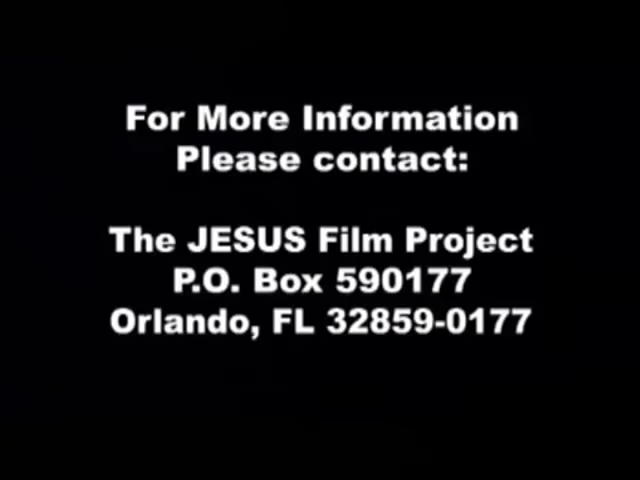 For More Information
Please contact:
The JESUS Film Project
P.O. Box 590177
Orlando, FL 32859-0177